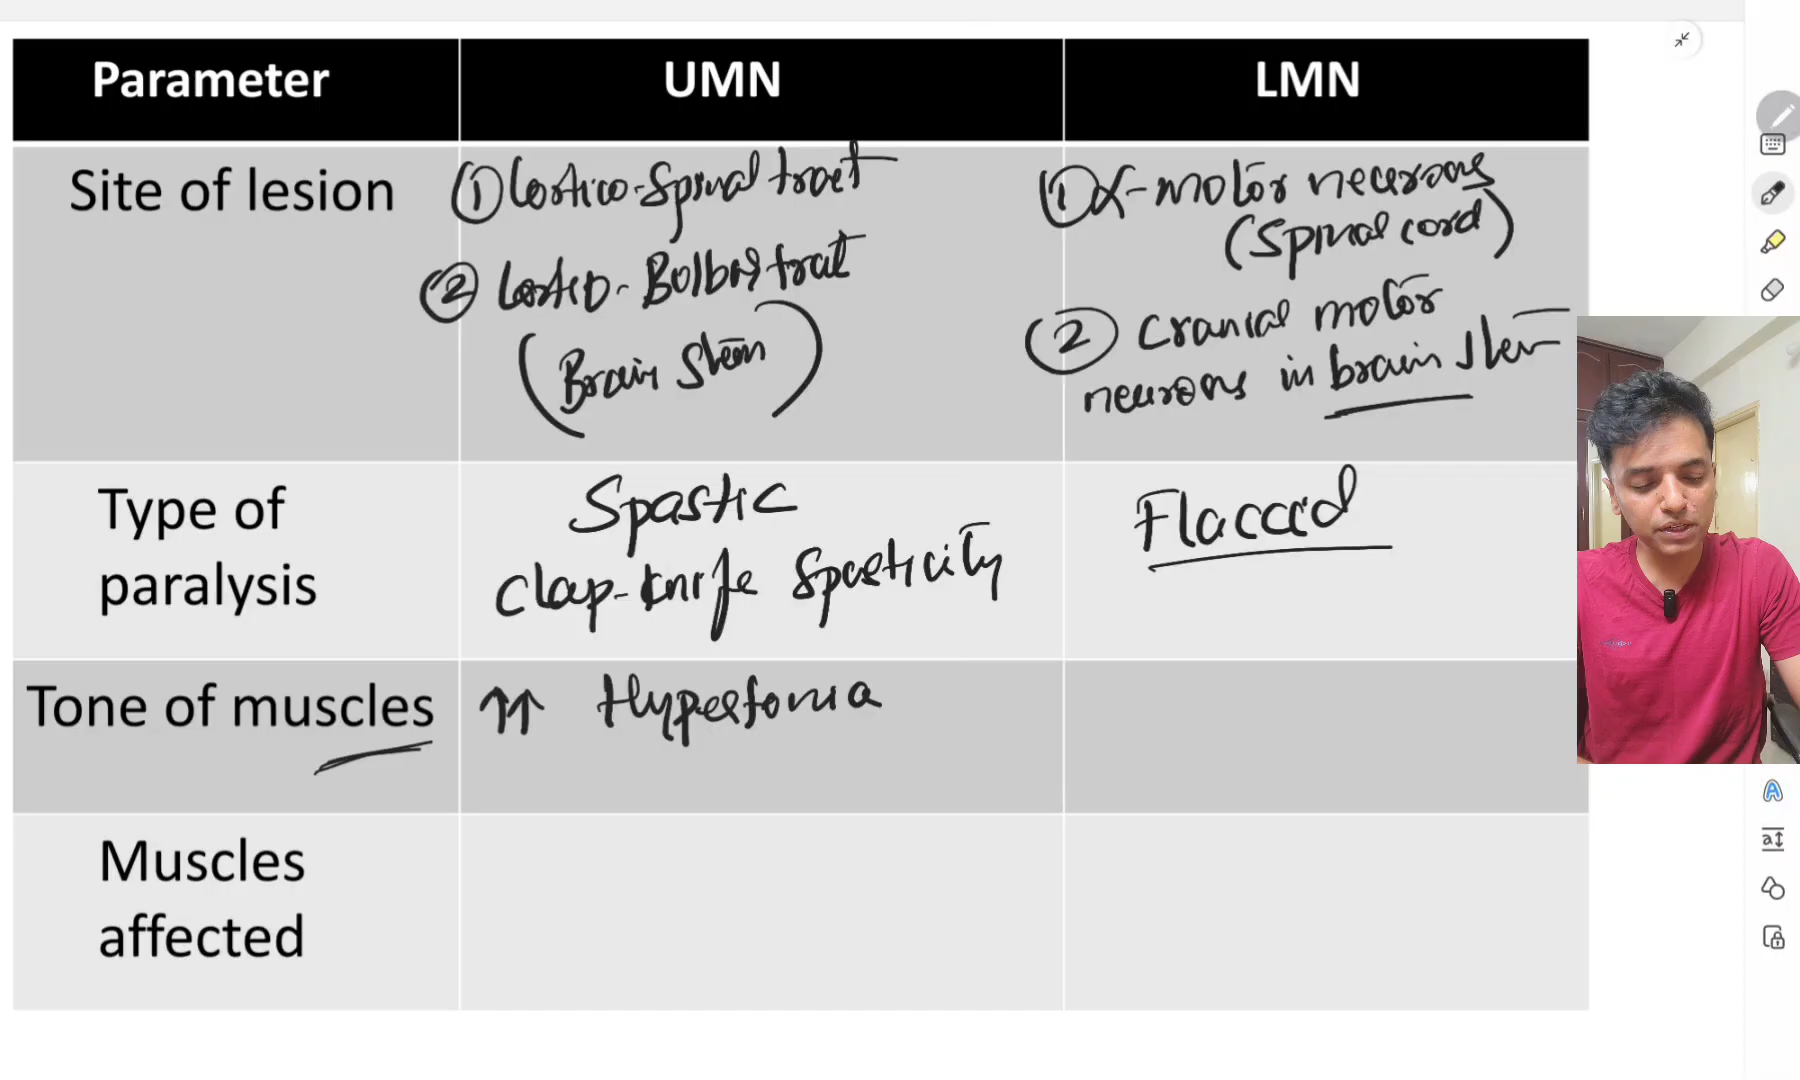 Parameter UMN LMN
Site of lesion
① Cortico-Spinal tract
② Cortico-Bulbar tract
(Brain Stem)
① α-motor neurons
(Spinal cord)
② Cranial motor
neurons in brain stem
Type of
paralysis
Spastic
Clap-knife Spasticity
Flaccid
Tone of muscles
↑↑ Hypertonia
Muscles
affected